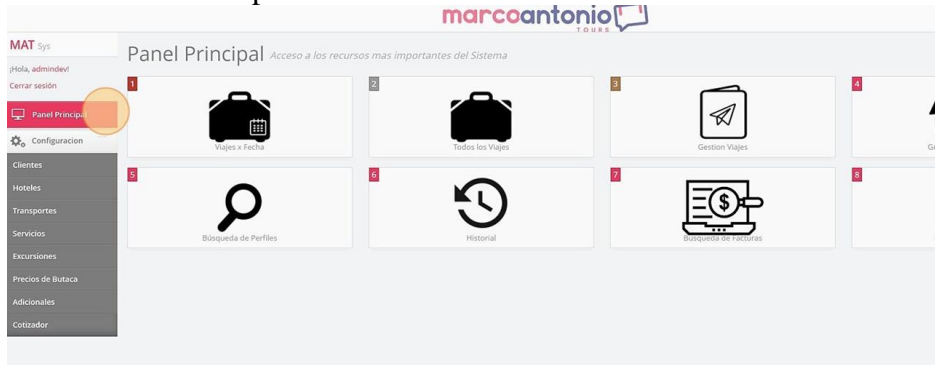 marcoantonio
TOURS
MAT Sys
¡Hola, admindev!
Cerrar sesión
Panel Principal
Configuracion
Clientes
Hoteles
Transportes
Servicios
Excursiones
Precios de Butaca
Adicionales
Cotizador
Panel Principal Acceso a los recursos mas importantes del Sistema
1
Viajes x Fecha
2
Todos los Viajes
3
Gestion Viajes
4
5
Búsqueda de Perfiles
6
Historial
7
Busqueda de Facturas
8